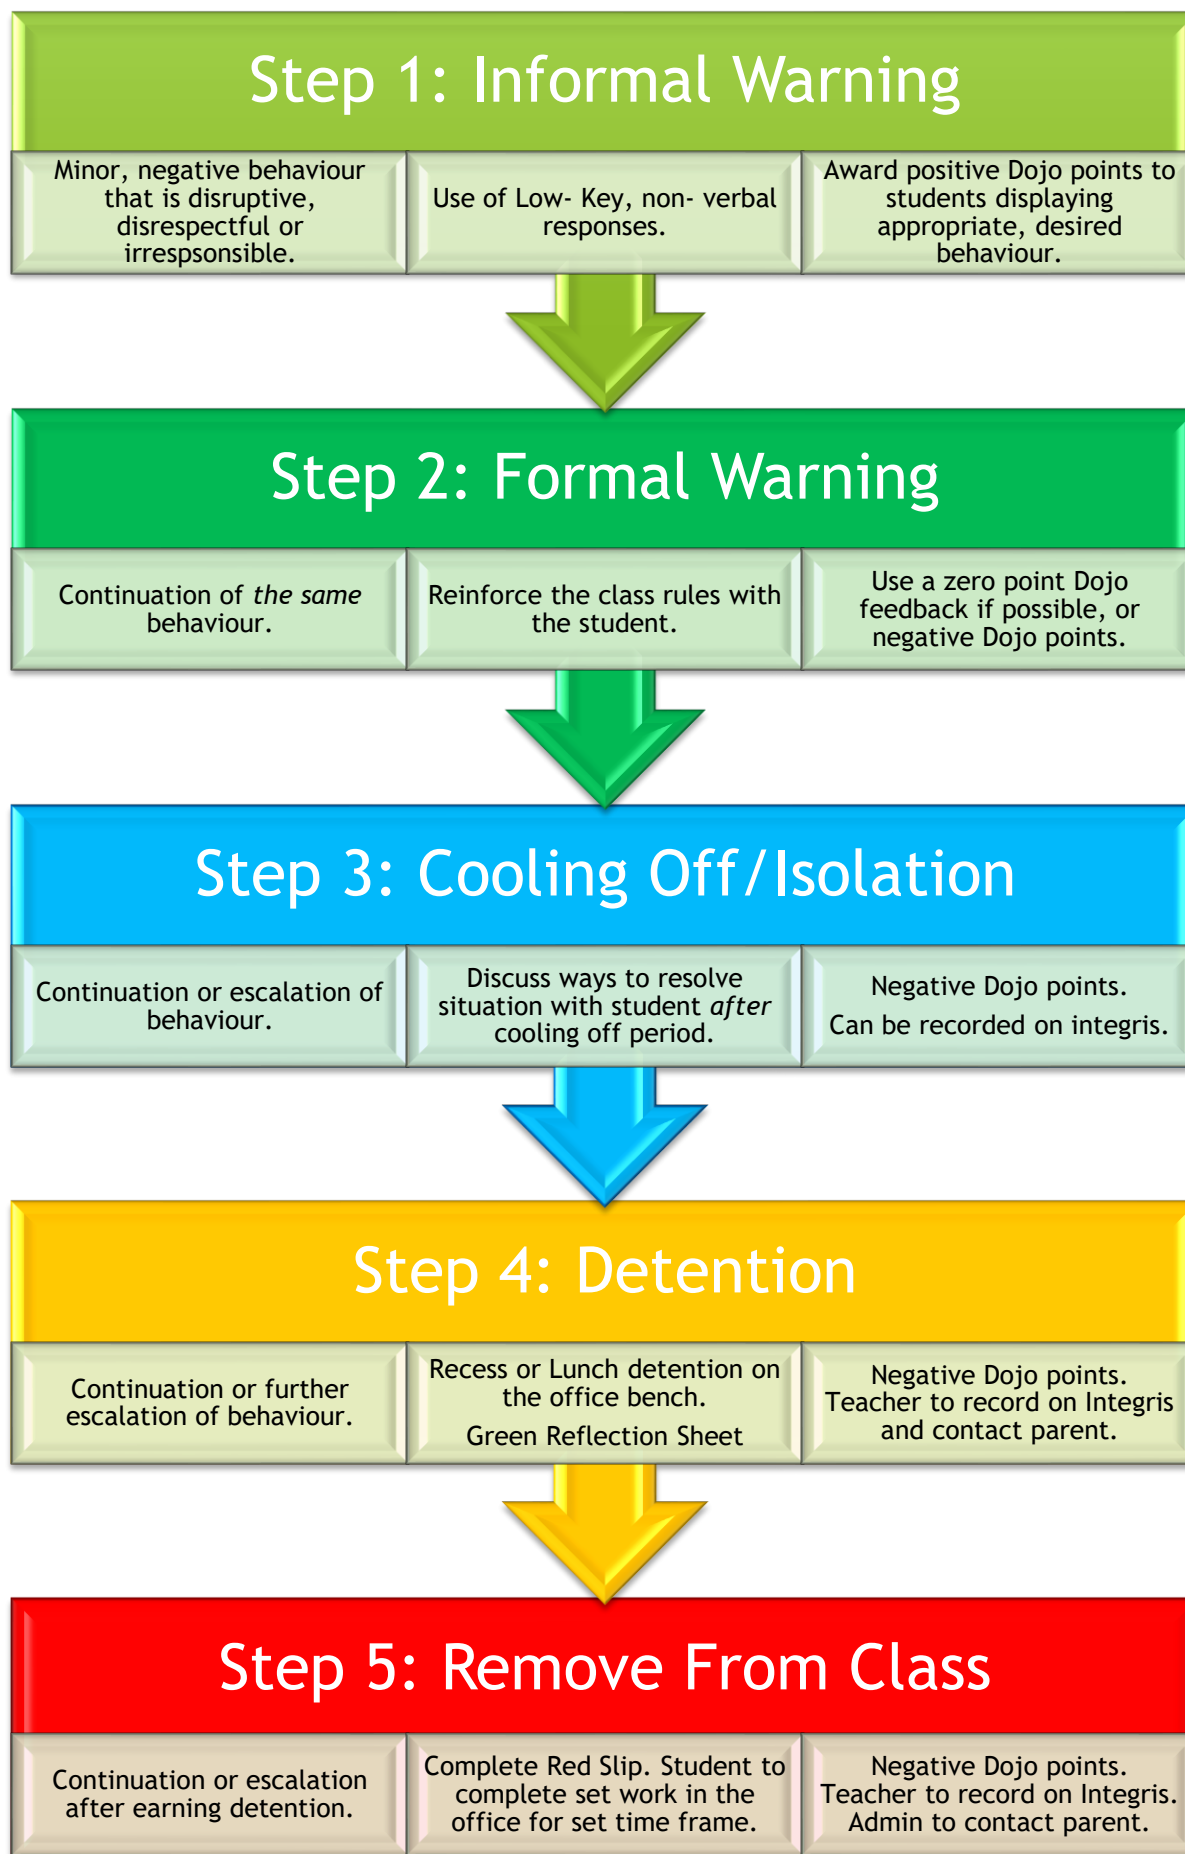 Step 1: Informal Warning
Minor, negative behaviour
that is disruptive,
disrespectful or
irrespsonsible.
Use of Low- Key, non- verbal
responses.
Award positive Dojo points to
students displaying
appropriate, desired
behaviour.
Step 2: Formal Warning
Continuation of the same
behaviour.
Reinforce the class rules with
the student.
Use a zero point Dojo
feedback if possible, or
negative Dojo points.
Step 3: Cooling Off/Isolation
Continuation or escalation of
behaviour.
Discuss ways to resolve
situation with student after
cooling off period.
Negative Dojo points.
Can be recorded on integris.
Step 4: Detention
Continuation or further
escalation of behaviour.
Recess or Lunch detention on
the office bench.
Green Reflection Sheet
Negative Dojo points.
Teacher to record on Integris
and contact parent.
Step 5: Remove From Class
Continuation or escalation
after earning detention.
Complete Red Slip. Student to
complete set work in the
office for set time frame.
Negative Dojo points.
Teacher to record on Integris.
Admin to contact parent.